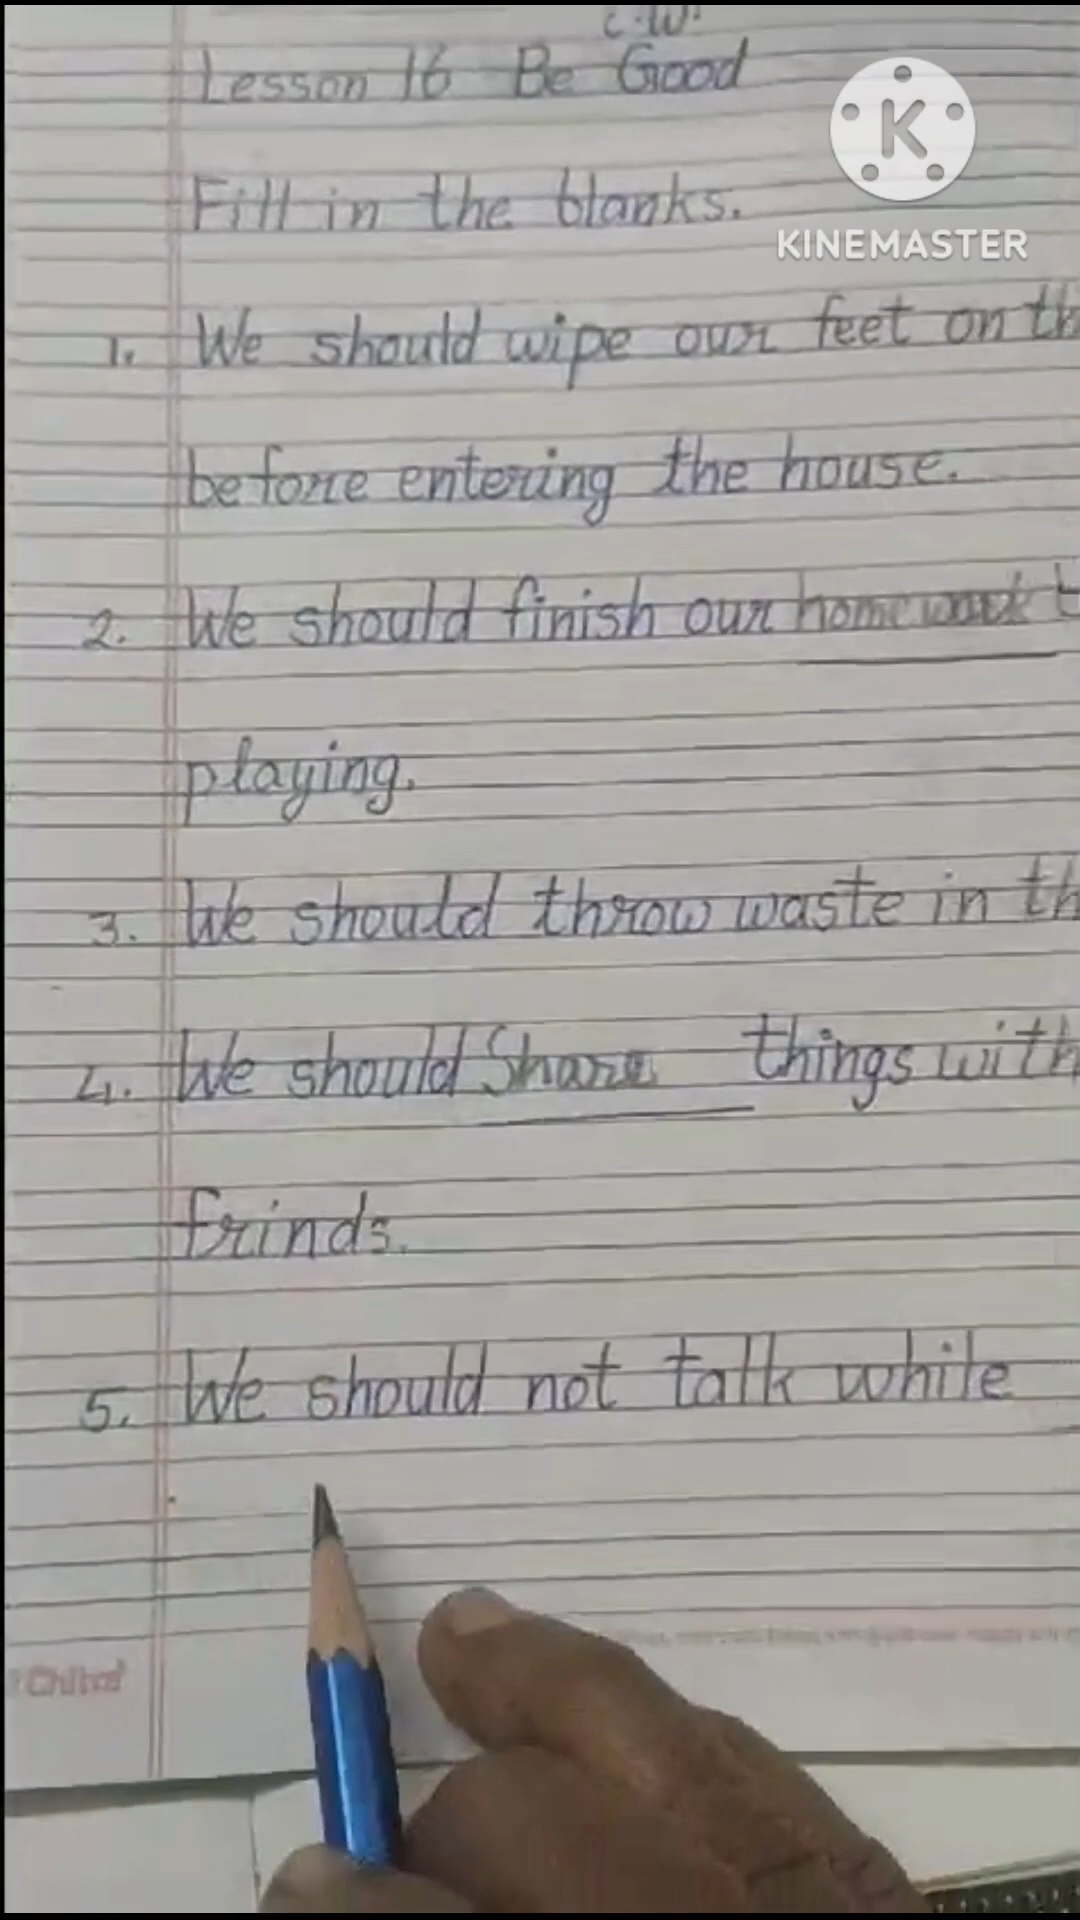 C.W.
Lesson 16 Be Good
KINEMASTER
Fill in the blanks.
1. We should wipe our feet on th
before entering the house.
2. We should finish our homework
playing.
3. We should throw waste in th
4. We should Share things with
frinds.
5. We should not talk while